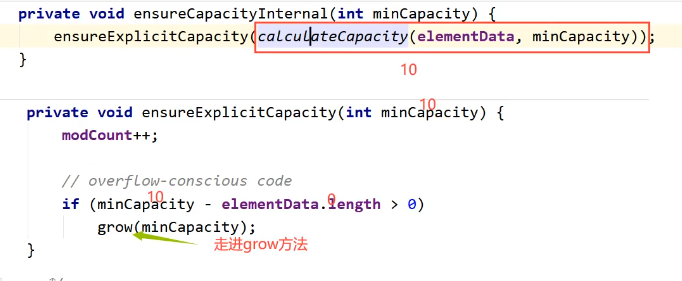 private void ensureCapacityInternal(int minCapacity) {
ensureExplicitCapacity(calculateCapacity(elementData, minCapacity));
}
10
10
private void ensureExplicitCapacity(int minCapacity) {
modCount++;
// overflow-conscious code
10 0
if (minCapacity - elementData.length > 0)
grow(minCapacity);
走进grow方法
}